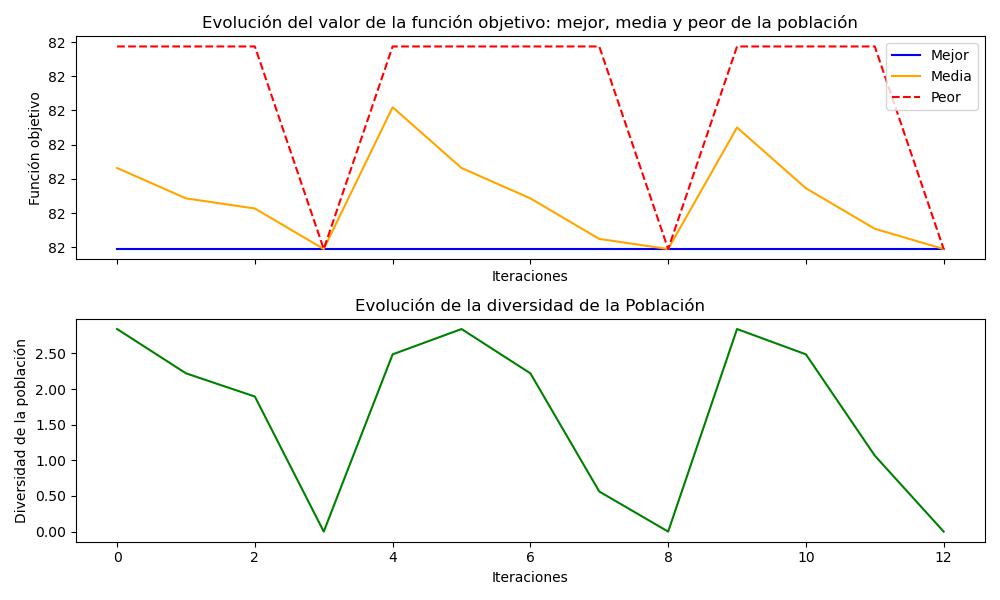 Evolución del valor de la función objetivo: mejor, media y peor de la población
82
82
82
82
82
82
82
Función objetivo
Mejor
Media
Peor
Iteraciones
Evolución de la diversidad de la Población
2.50
2.00
1.50
1.00
0.50
0.00
Diversidad de la población
0 2 4 6 8 10 12
Iteraciones